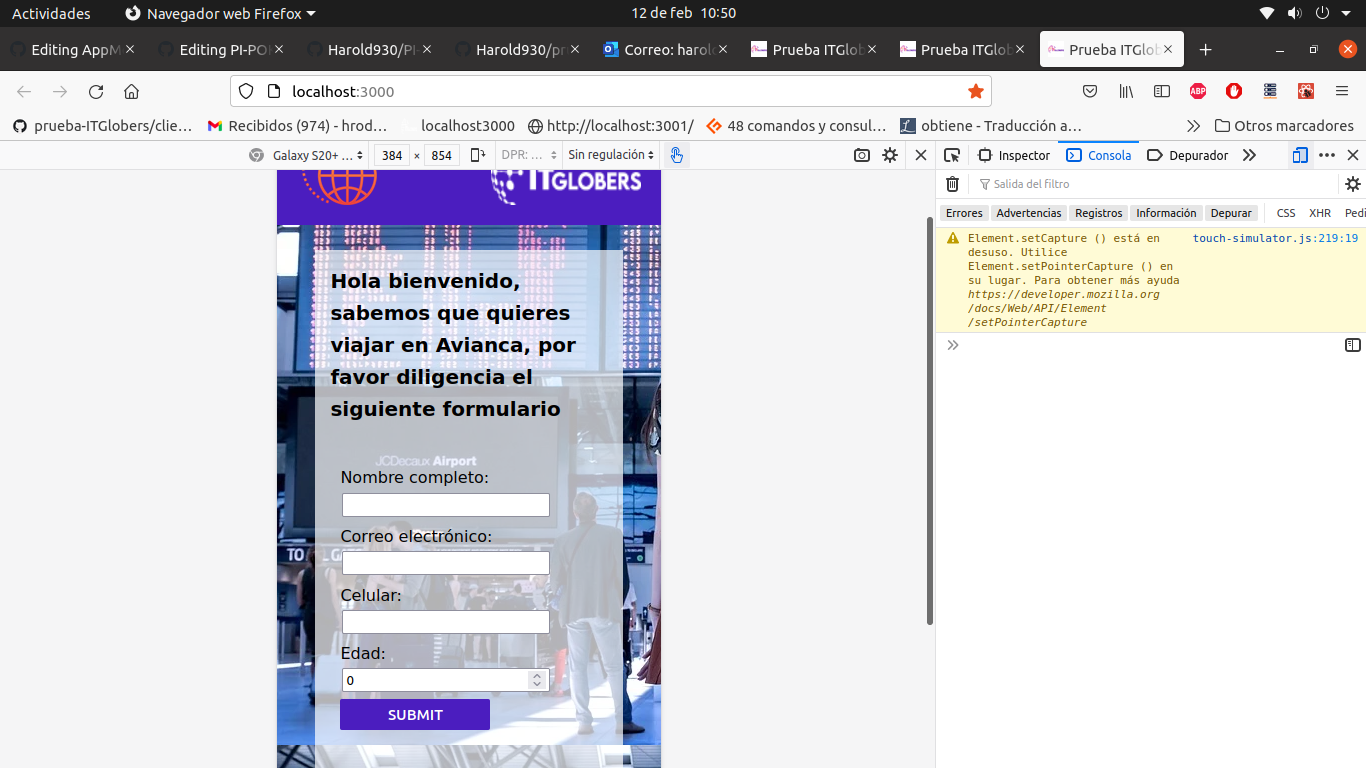 Actividades
Navegador web Firefox
12 de feb 10:50
Editing AppM
Editing PI-POI
Harold930/PI-
Harold930/pr
Correo: harol
Prueba ITGlob
Prueba ITGlob
Prueba ITGlob
localhost:3000
ABP
prueba-ITGlobers/clie…
Recibidos (974) - hrod…
localhost3000
http://localhost:3001/
48 comandos y consul…
obtiene - Traducción a…
Otros marcadores
Galaxy S20+ …
384 × 854
DPR: …
Sin regulación
Inspector
Consola
Depurador
Salida del filtro
Errores
Advertencias
Registros
Información
Depurar
CSS
XHR
Pedi
Element.setCapture () está en
desuso. Utilice
Element.setPointerCapture () en
su lugar. Para obtener más ayuda
https://developer.mozilla.org
/docs/Web/API/Element
/setPointerCapture
touch-simulator.js:219:19
ITGLOBERS
Hola bienvenido,
sabemos que quieres
viajar en Avianca, por
favor diligencia el
siguiente formulario
JCDecaux Airport
Nombre completo:
Correo electrónico:
Celular:
Edad:
0
SUBMIT